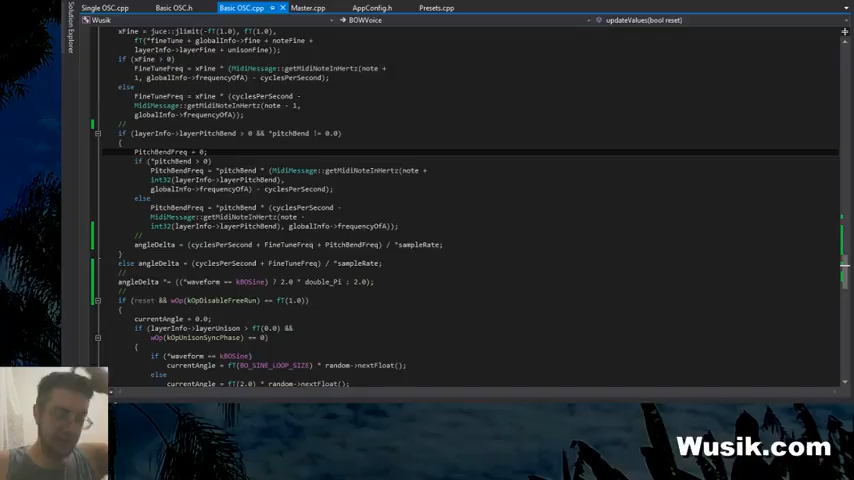 Single OSC.cpp Basic OSC.h Basic OSC.cpp Master.cpp AppConfig.h Presets.cpp
Solution Explorer
Wusik BOWVoice updateValues(bool reset)
xFine = juce::jlimit(-fT(1.0), fT(1.0),
fT(*fineTune + globalInfo->fine + noteFine +
layerInfo->layerFine + unisonFine));
if (xFine > 0)
FineTuneFreq = xFine * (MidiMessage::getMidiNoteInHertz(note +
1, globalInfo->frequencyOfA) - cyclesPerSecond);
else
FineTuneFreq = xFine * (cyclesPerSecond -
MidiMessage::getMidiNoteInHertz(note - 1,
globalInfo->frequencyOfA));
//
if (layerInfo->layerPitchBend > 0 && *pitchBend != 0.0)
{
PitchBendFreq = 0;
if (*pitchBend > 0)
PitchBendFreq = *pitchBend * (MidiMessage::getMidiNoteInHertz(note +
int32(layerInfo->layerPitchBend),
globalInfo->frequencyOfA) - cyclesPerSecond);
else
PitchBendFreq = *pitchBend * (cyclesPerSecond -
MidiMessage::getMidiNoteInHertz(note -
int32(layerInfo->layerPitchBend), globalInfo->frequencyOfA));
//
angleDelta = (cyclesPerSecond + FineTuneFreq + PitchBendFreq) / *sampleRate;
}
else angleDelta = (cyclesPerSecond + FineTuneFreq) / *sampleRate;
//
angleDelta *= ((*waveform == kBOSine) ? 2.0 * double_Pi : 2.0);
//
if (reset && wOp(kOpDisableFreeRun) == fT(1.0))
{
currentAngle = 0.0;
if (layerInfo->layerUnison > fT(0.0) &&
wOp(kOpUnisonSyncPhase) == 0)
{
if (*waveform == kBOSine)
currentAngle = fT(BO_SINE_LOOP_SIZE) * random->nextFloat();
else
currentAngle = fT(2.0) * random->nextFloat();
Wusik.com